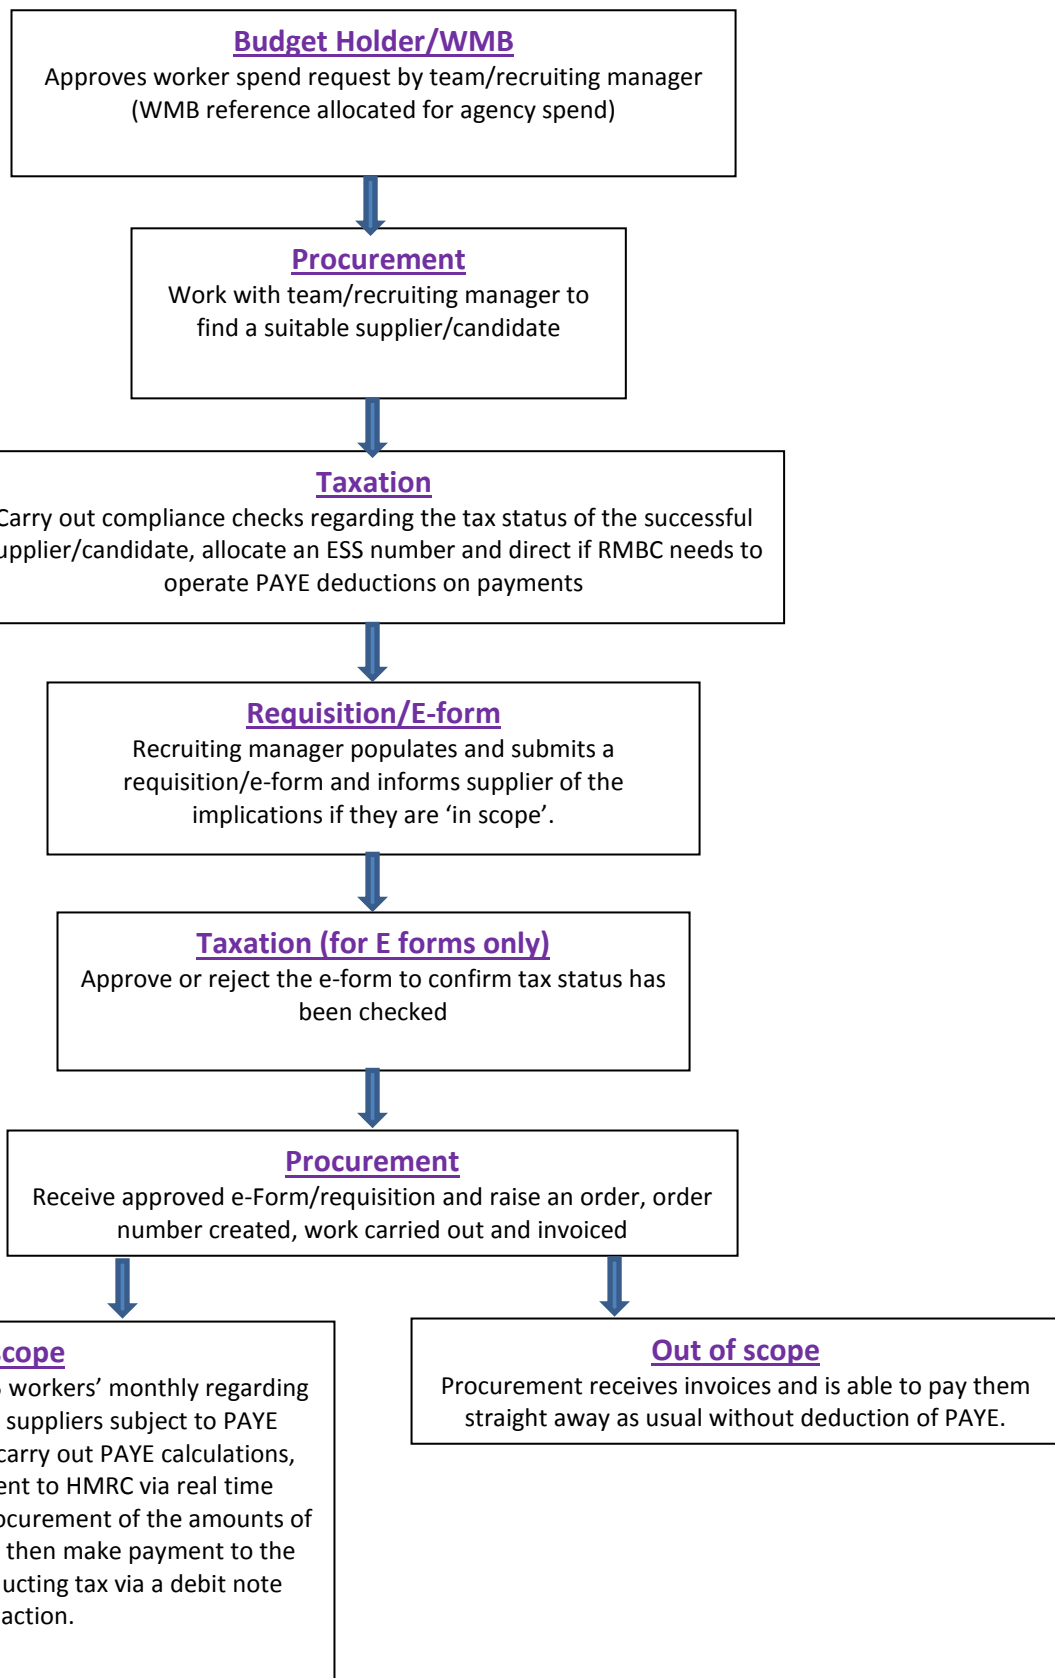 Budget Holder/WMB
Approves worker spend request by team/recruiting manager
(WMB reference allocated for agency spend)
Procurement
Work with team/recruiting manager to
find a suitable supplier/candidate
Taxation
Carry out compliance checks regarding the tax status of the successful
upplier/candidate, allocate an ESS number and direct if RMBC needs to
operate PAYE deductions on payments
Requisition/E-form
Recruiting manager populates and submits a
requisition/e-form and informs supplier of the
implications if they are ‘in scope’.
Taxation (for E forms only)
Approve or reject the e-form to confirm tax status has
been checked
Procurement
Receive approved e-Form/requisition and raise an order, order
number created, work carried out and invoiced
scope
workers’ monthly regarding
suppliers subject to PAYE
carry out PAYE calculations,
ent to HMRC via real time
ocurement of the amounts of
then make payment to the
ucting tax via a debit note
action.
Out of scope
Procurement receives invoices and is able to pay them
straight away as usual without deduction of PAYE.